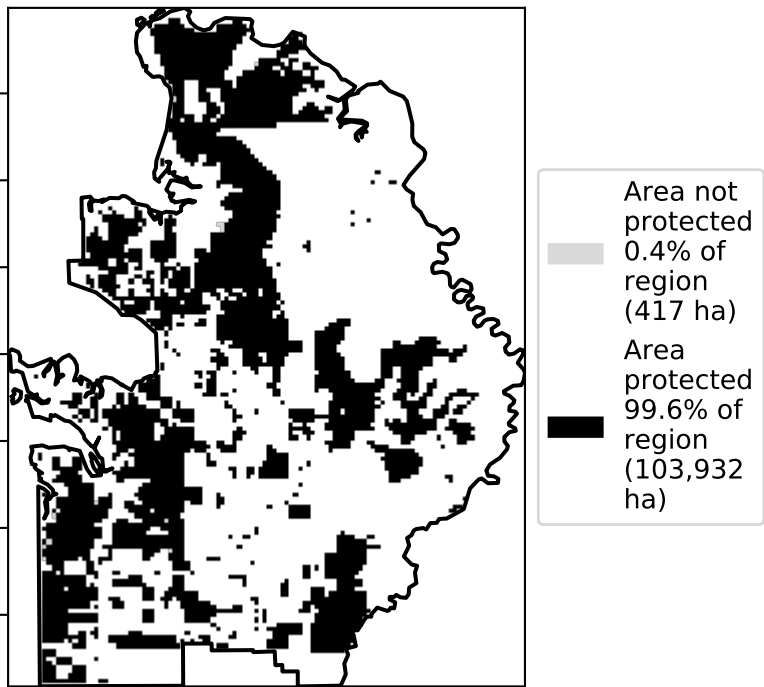 Area not
protected
0.4% of
region
(417 ha)
Area
protected
99.6% of
region
(103,932
ha)